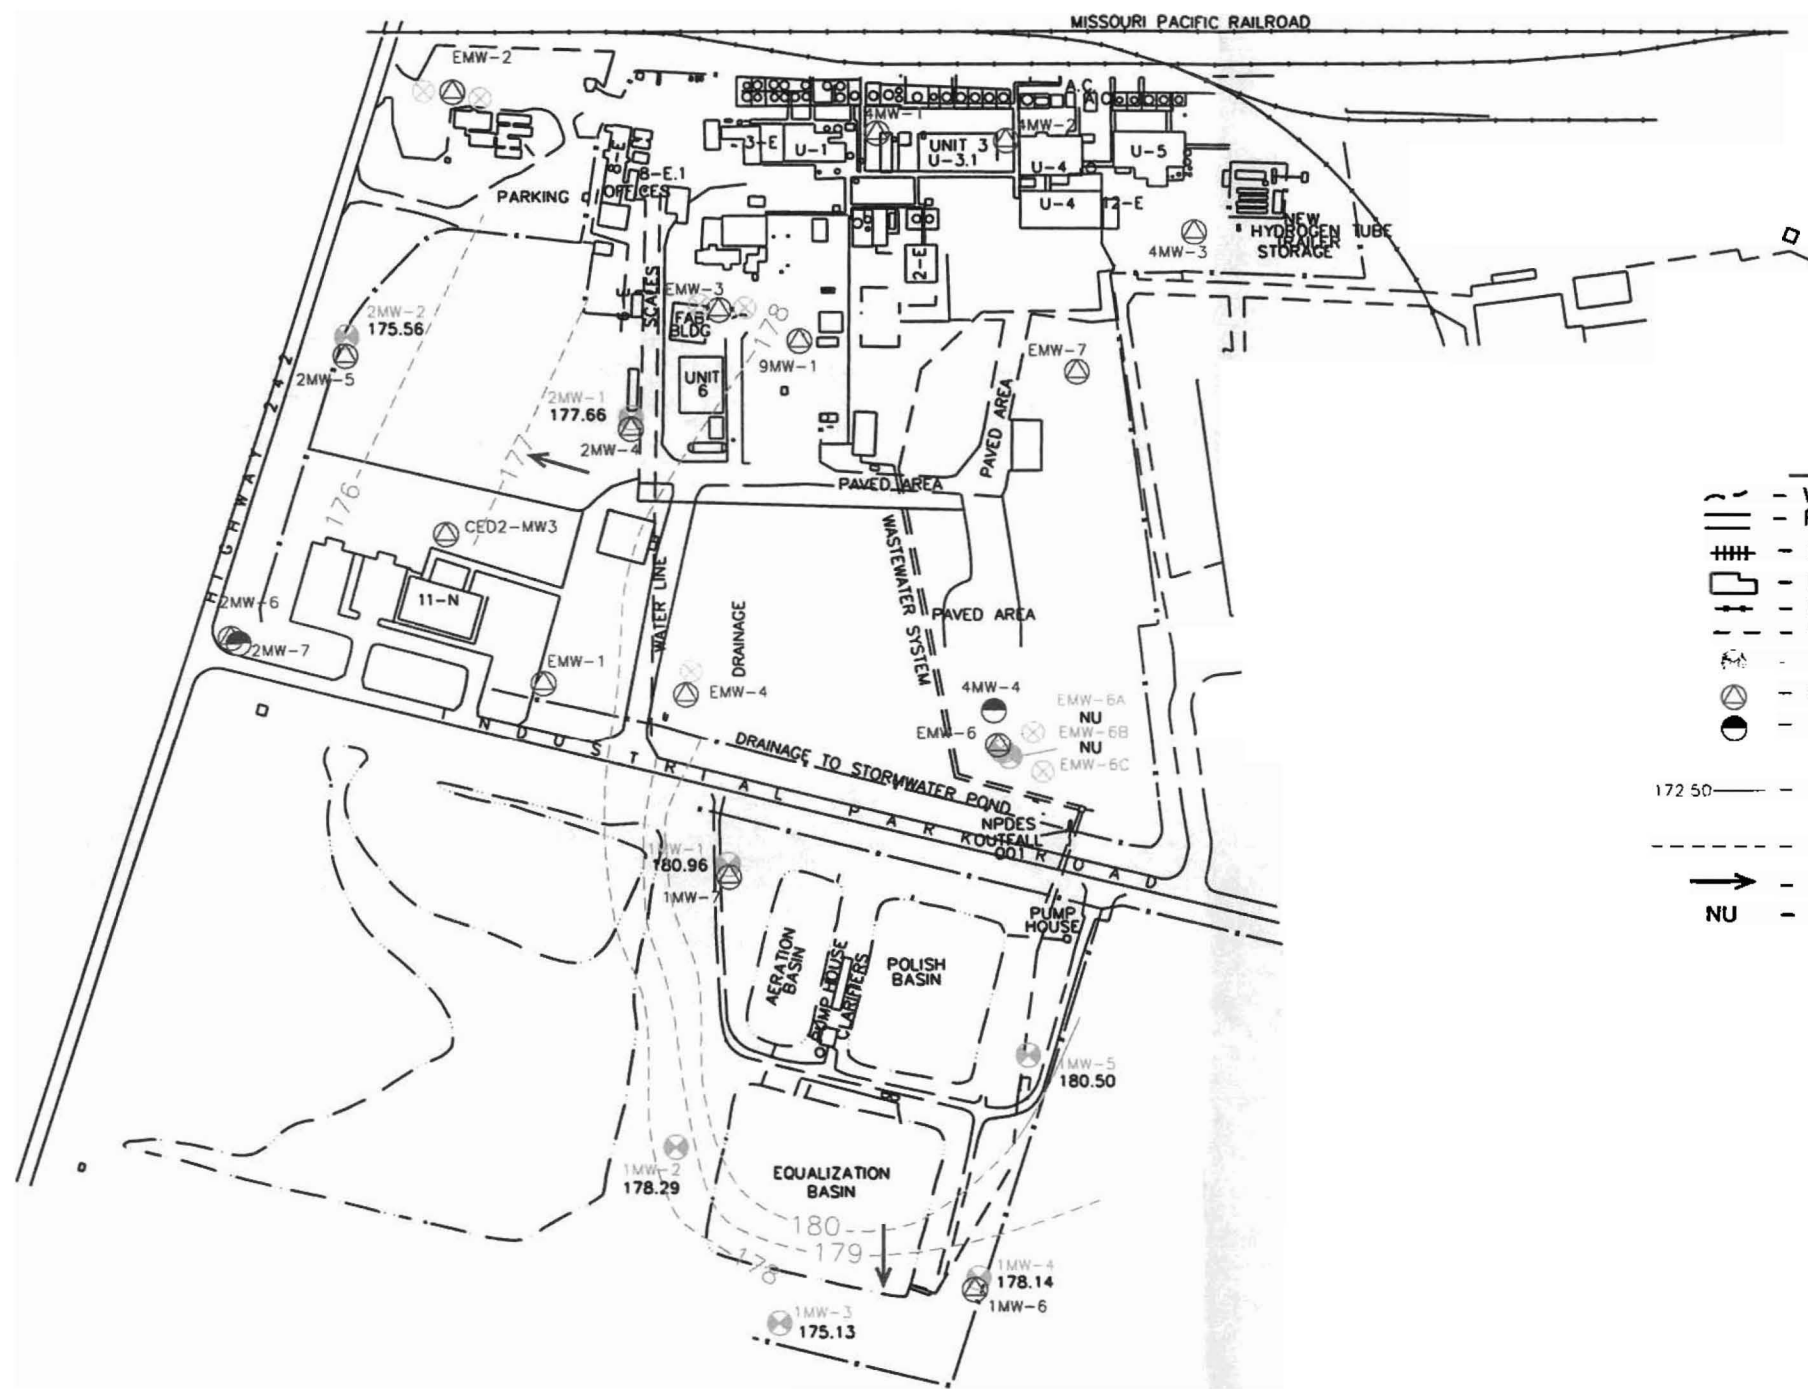 MISSOURI PACIFIC RAILROAD
EMW-2
A.C.
4MW-1
4MW-2
3-E
U-1
UNIT 3
U-3.1
U-4
U-5
8-E
8-E.1
OFFICES
PARKING
U-4
12-E
4MW-3
NEW
HYDROGEN TUBE
TRAILER
STORAGE
2-E
SCALES
EMW-3
FAB
BLDG
178
2MW-2
175.56
2MW-5
9MW-1
EMW-7
UNIT
6
2MW-1
177.66
2MW-4
HIGHWAY 242
PAVED AREA
PAVED AREA
177
176
CED2-MW3
WASTEWATER SYSTEM
WATER LINE
DRAINAGE
PAVED AREA
11-N
2MW-6
2MW-7
EMW-1
EMW-4
4MW-4
EMW-6A
NU
EMW-6
EMW-6B
NU
EMW-6C
DRAINAGE TO STORMWATER POND
INDUSTRIAL PARK ROAD
NPDES
OUTFALL
001
172.50
NU
1MW-1
180.96
1MW-7
PUMP
HOUSE
AERATION
BASIN
PUMP HOUSE
CLARIFIERS
POLISH
BASIN
1MW-5
180.50
1MW-2
178.29
EQUALIZATION
BASIN
180
179
178
1MW-4
178.14
1MW-6
1MW-3
175.13